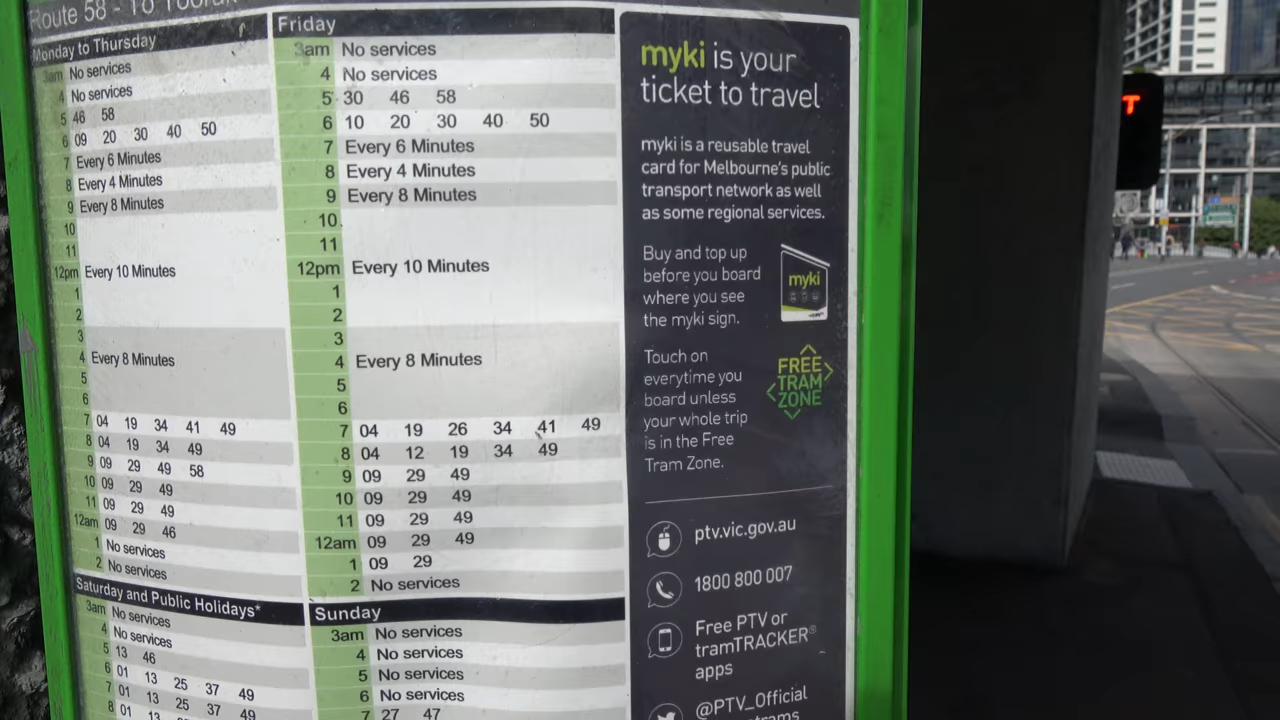 Route 58 - To Toorak
Monday to Thursday
3am No services
4 No services
5 46 58
6 09 20 30 40 50
7 Every 6 Minutes
8 Every 4 Minutes
9 Every 8 Minutes
10
11
12pm Every 10 Minutes
1
2
3
4 Every 8 Minutes
5
6
7 04 19 34 41 49
8 04 19 34 49
9 09 29 49 58
10 09 29 49
11 09 29 49
12am 09 29 46
1 No services
2 No services
Saturday and Public Holidays*
3am No services
4 No services
5 13 46
6 01 13 25 37 49
7 01 13 25 37 49
8 01 13
Friday
3am No services
4 No services
5 30 46 58
6 10 20 30 40 50
7 Every 6 Minutes
8 Every 4 Minutes
9 Every 8 Minutes
10
11
12pm Every 10 Minutes
1
2
3
4 Every 8 Minutes
5
6
7 04 19 26 34 41 49
8 04 12 19 34 49
9 09 29 49
10 09 29 49
11 09 29 49
12am 09 29 49
1 09 29
2 No services
Sunday
3am No services
4 No services
5 No services
6 No services
7 27 47
myki is your
ticket to travel
myki is a reusable travel
card for Melbourne's public
transport network as well
as some regional services.
Buy and top up
before you board
where you see
the myki sign.
myki
Touch on
everytime you
board unless
your whole trip
is in the Free
Tram Zone.
FREE
TRAM
ZONE
ptv.vic.gov.au
1800 800 007
Free PTV or
tramTRACKER®
apps
@PTV_Official
T